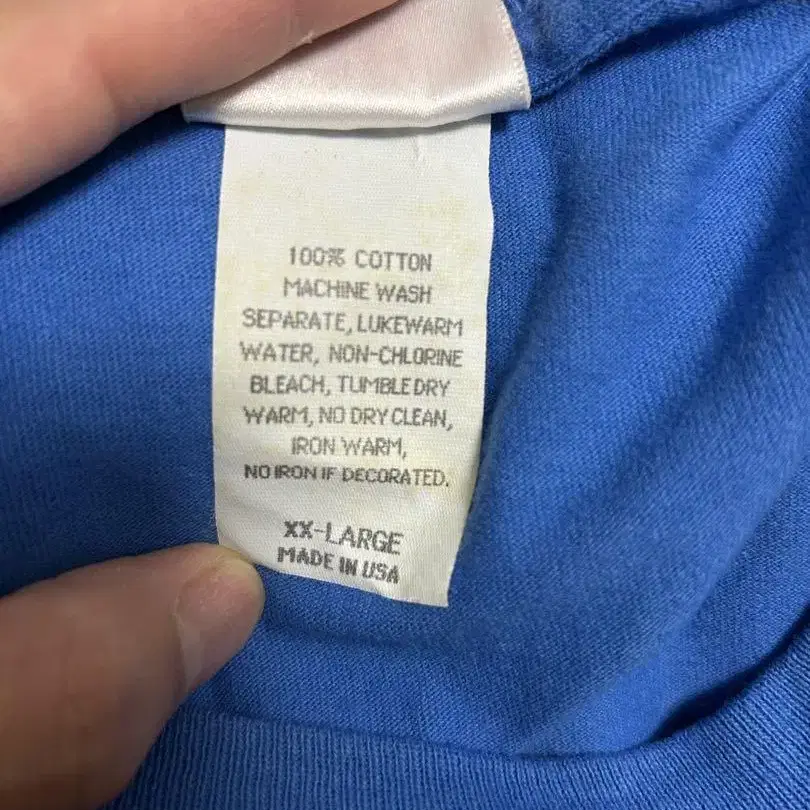 100% COTTON
MACHINE WASH
SEPARATE, LUKEWARM
WATER, NON-CHLORINE
BLEACH, TUMBLE DRY
WARM, NO DRY CLEAN,
IRON WARM,
NO IRON IF DECORATED.
XX-LARGE
MADE IN USA